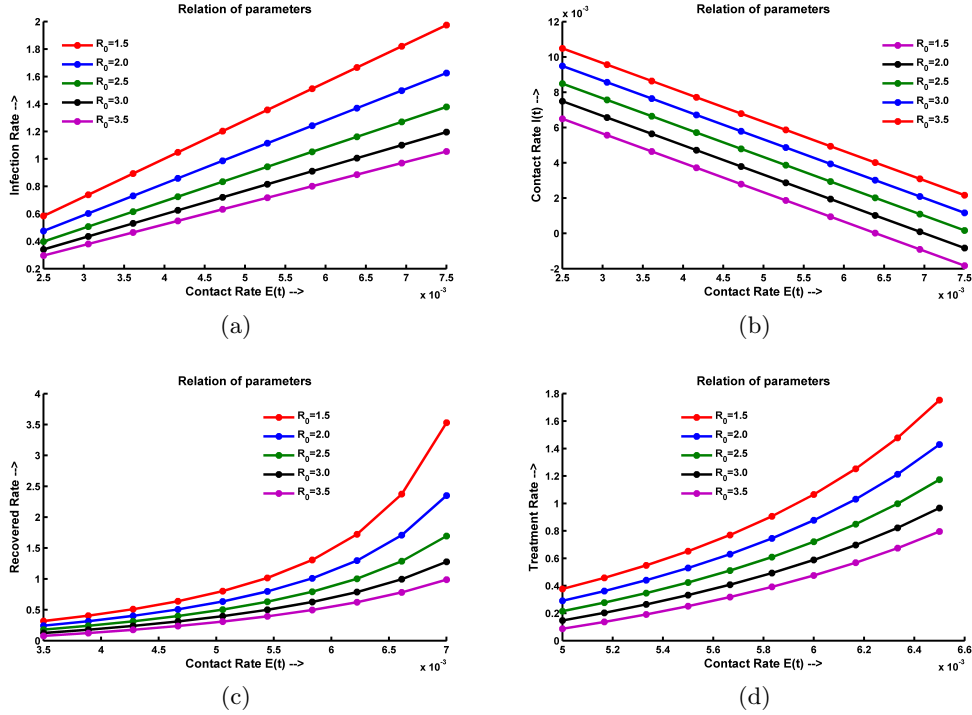 Relation of parameters
Infection Rate -->
2
1.8
1.6
1.4
1.2
1
0.8
0.6
0.4
0.2
R0=1.5
R0=2.0
R0=2.5
R0=3.0
R0=3.5
2.5 3 3.5 4 4.5 5 5.5 6 6.5 7 7.5
Contact Rate E(t) -->
x 10^-3
(a)
Relation of parameters
x 10^-3
Contact Rate I(t) -->
12
10
8
6
4
2
0
-2
R0=1.5
R0=2.0
R0=2.5
R0=3.0
R0=3.5
2.5 3 3.5 4 4.5 5 5.5 6 6.5 7 7.5
Contact Rate E(t) -->
x 10^-3
(b)
Relation of parameters
Recovered Rate -->
4
3.5
3
2.5
2
1.5
1
0.5
0
R0=1.5
R0=2.0
R0=2.5
R0=3.0
R0=3.5
3.5 4 4.5 5 5.5 6 6.5 7
Contact Rate E(t) -->
x 10^-3
(c)
Relation of parameters
Treatment Rate -->
1.8
1.6
1.4
1.2
1
0.8
0.6
0.4
0.2
0
R0=1.5
R0=2.0
R0=2.5
R0=3.0
R0=3.5
5 5.2 5.4 5.6 5.8 6 6.2 6.4 6.6
Contact Rate E(t) -->
x 10^-3
(d)